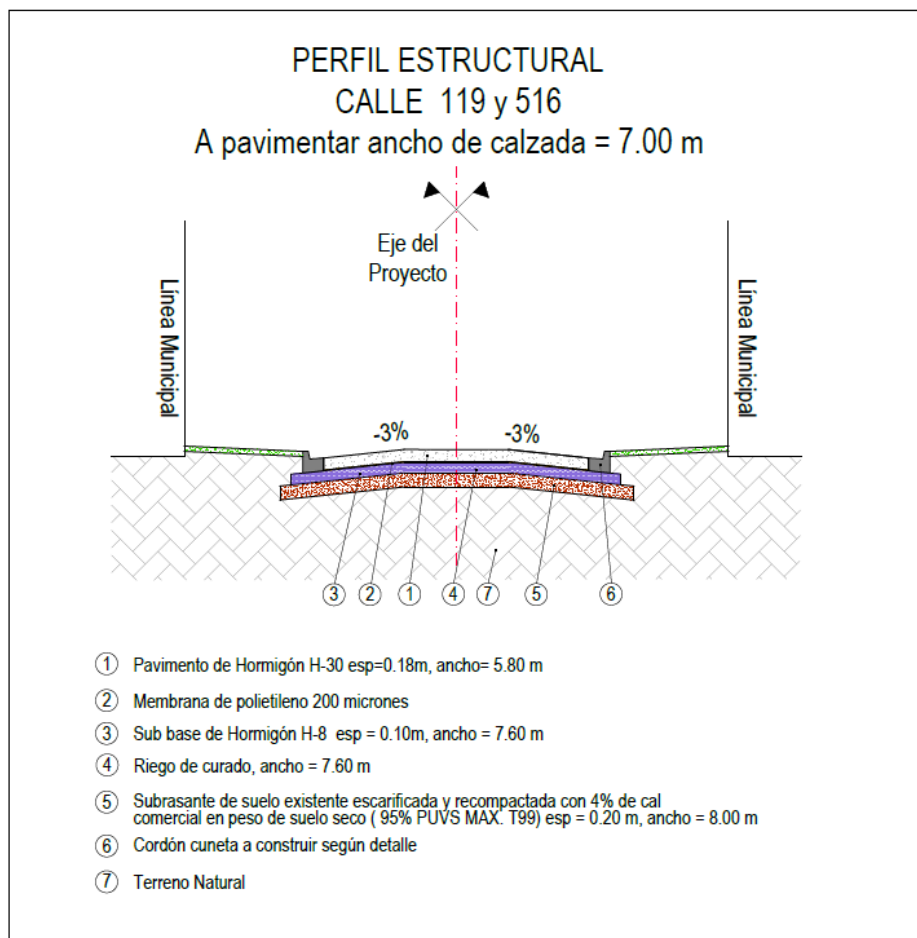 PERFIL ESTRUCTURAL
CALLE 119 y 516
A pavimentar ancho de calzada = 7.00 m
Eje del
Proyecto
Línea Municipal
Línea Municipal
-3%
-3%
3
2
1
4
7
5
6
1 Pavimento de Hormigón H-30 esp=0.18m, ancho= 5.80 m
2 Membrana de polietileno 200 micrones
3 Sub base de Hormigón H-8 esp = 0.10m, ancho = 7.60 m
4 Riego de curado, ancho = 7.60 m
5 Subrasante de suelo existente escarificada y recompactada con 4% de cal
comercial en peso de suelo seco ( 95% PUVS MAX. T99) esp = 0.20 m, ancho = 8.00 m
6 Cordón cuneta a construir según detalle
7 Terreno Natural